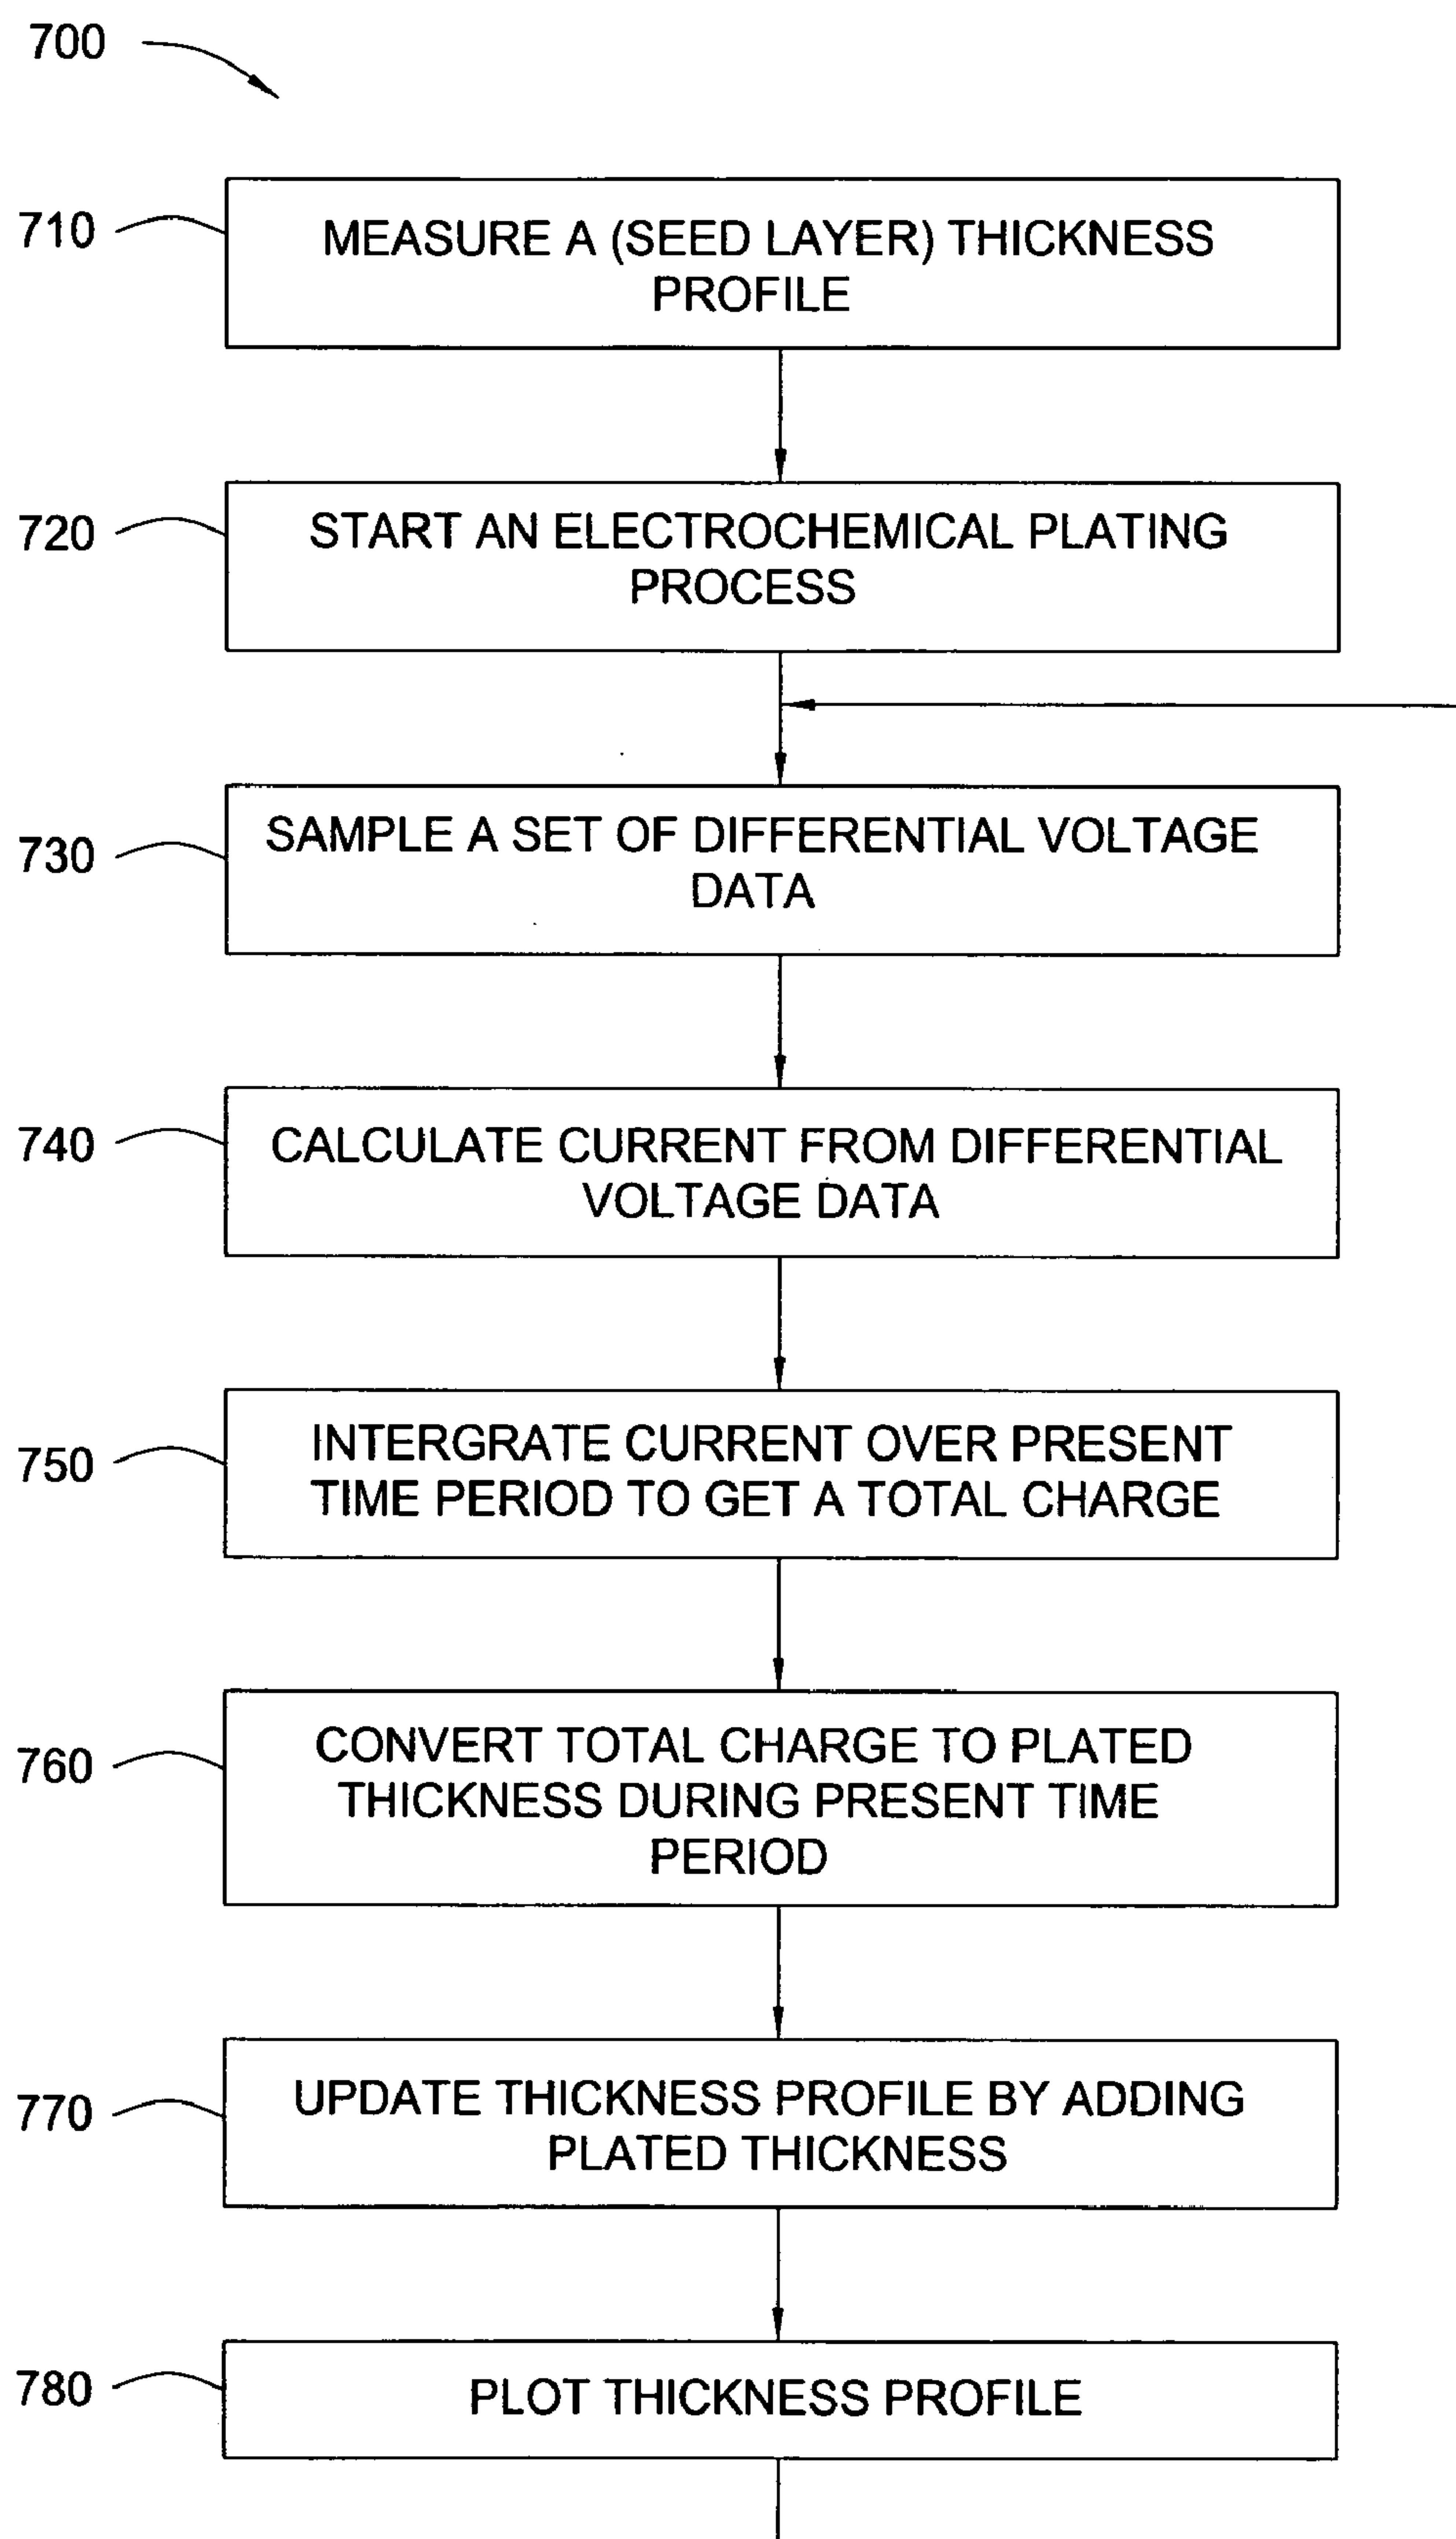 700
710
MEASURE A (SEED LAYER) THICKNESS
PROFILE
720
START AN ELECTROCHEMICAL PLATING
PROCESS
730
SAMPLE A SET OF DIFFERENTIAL VOLTAGE
DATA
740
CALCULATE CURRENT FROM DIFFERENTIAL
VOLTAGE DATA
750
INTERGRATE CURRENT OVER PRESENT
TIME PERIOD TO GET A TOTAL CHARGE
760
CONVERT TOTAL CHARGE TO PLATED
THICKNESS DURING PRESENT TIME
PERIOD
770
UPDATE THICKNESS PROFILE BY ADDING
PLATED THICKNESS
780
PLOT THICKNESS PROFILE